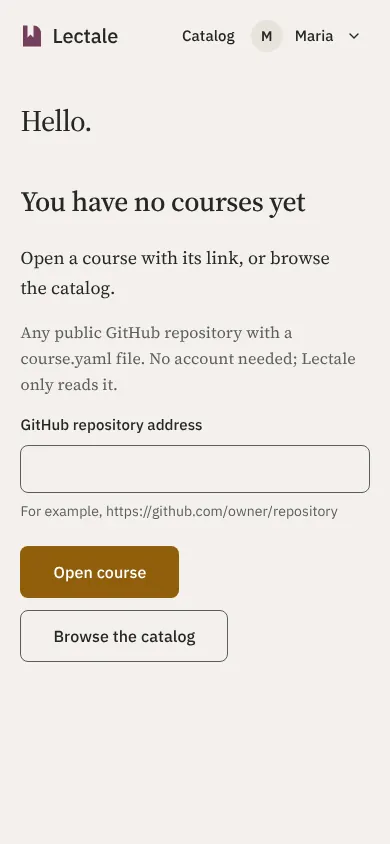 Lectale
Catalog
M
Maria
Hello.
You have no courses yet
Open a course with its link, or browse
the catalog.
Any public GitHub repository with a
course.yaml file. No account needed; Lectale
only reads it.
GitHub repository address
For example, https://github.com/owner/repository
Open course
Browse the catalog